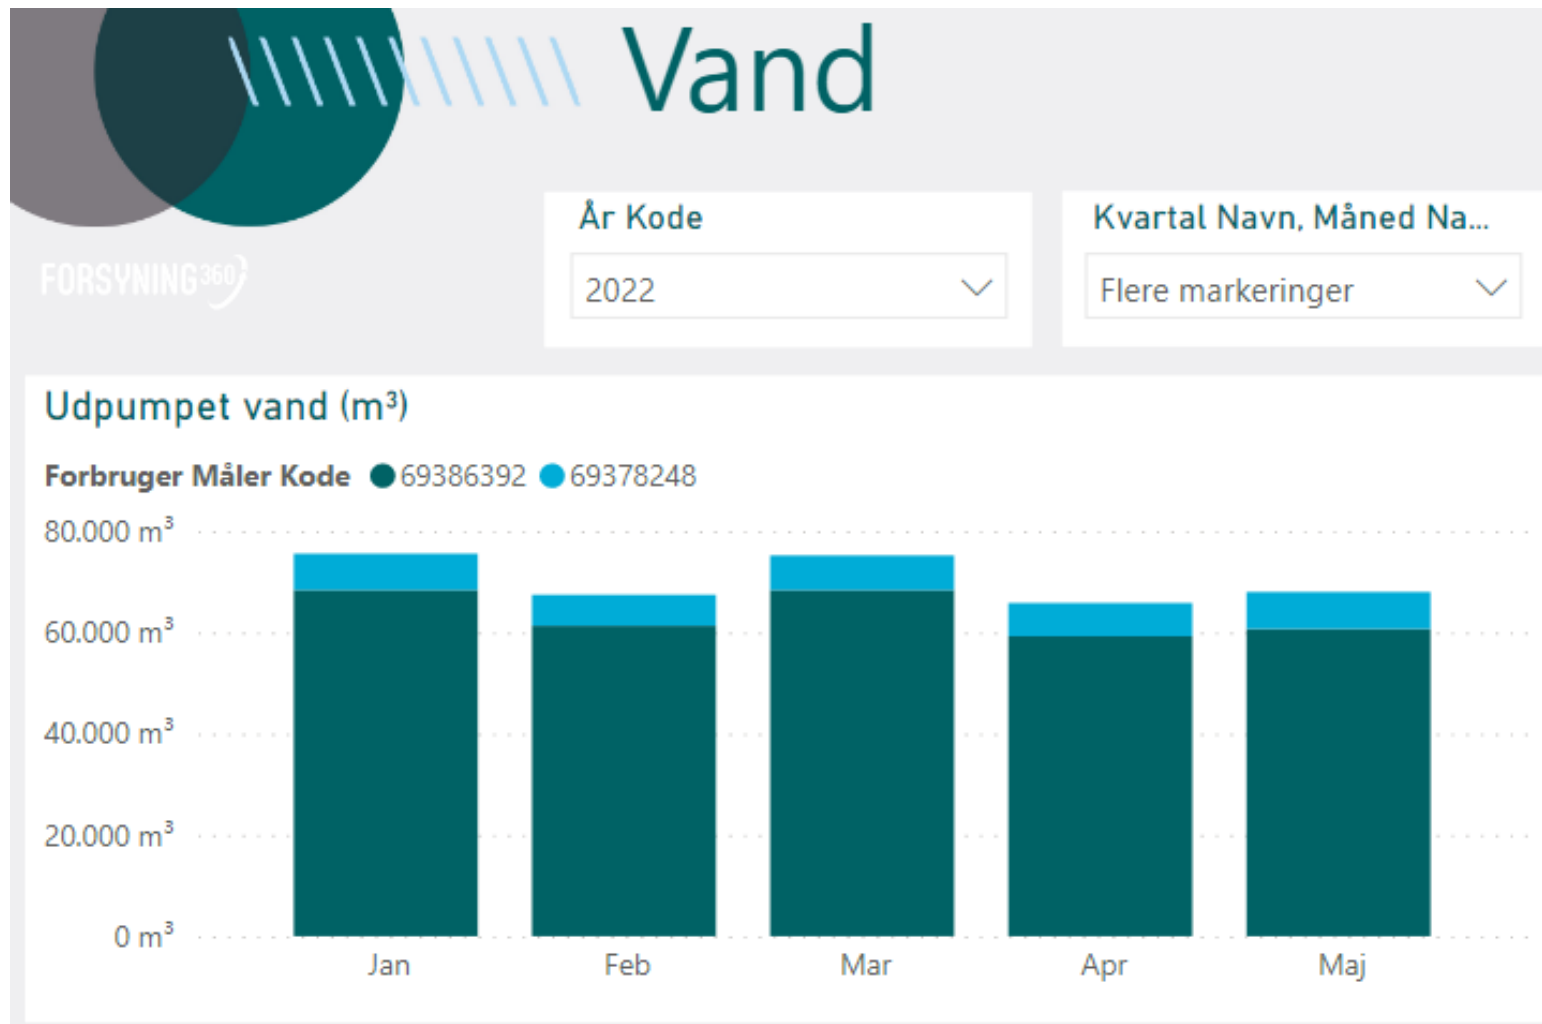 Vand
År Kode
Kvartal Navn, Måned Na...
2022
Flere markeringer
FORSYNING360
Udpumpet vand (m³)
Forbruger Måler Kode 69386392 69378248
80.000 m³
60.000 m³
40.000 m³
20.000 m³
0 m³
Jan Feb Mar Apr Maj